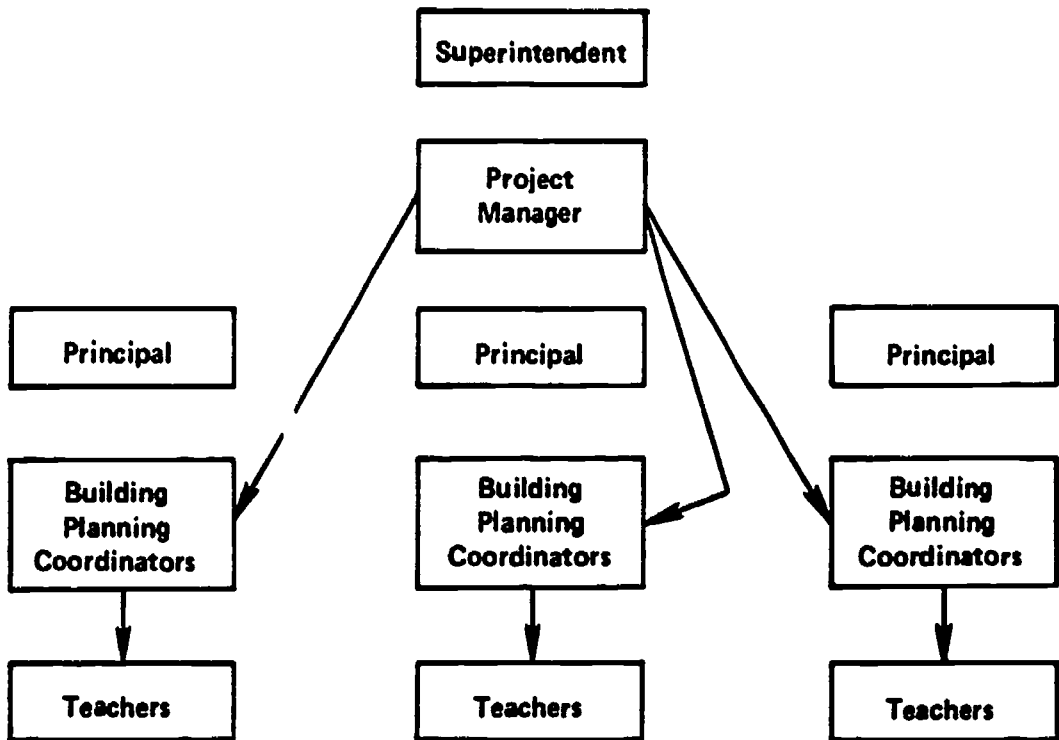 Superintendent
Project
Manager
Principal
Principal
Principal
Building
Planning
Coordinators
Building
Planning
Coordinators
Building
Planning
Coordinators
Teachers
Teachers
Teachers